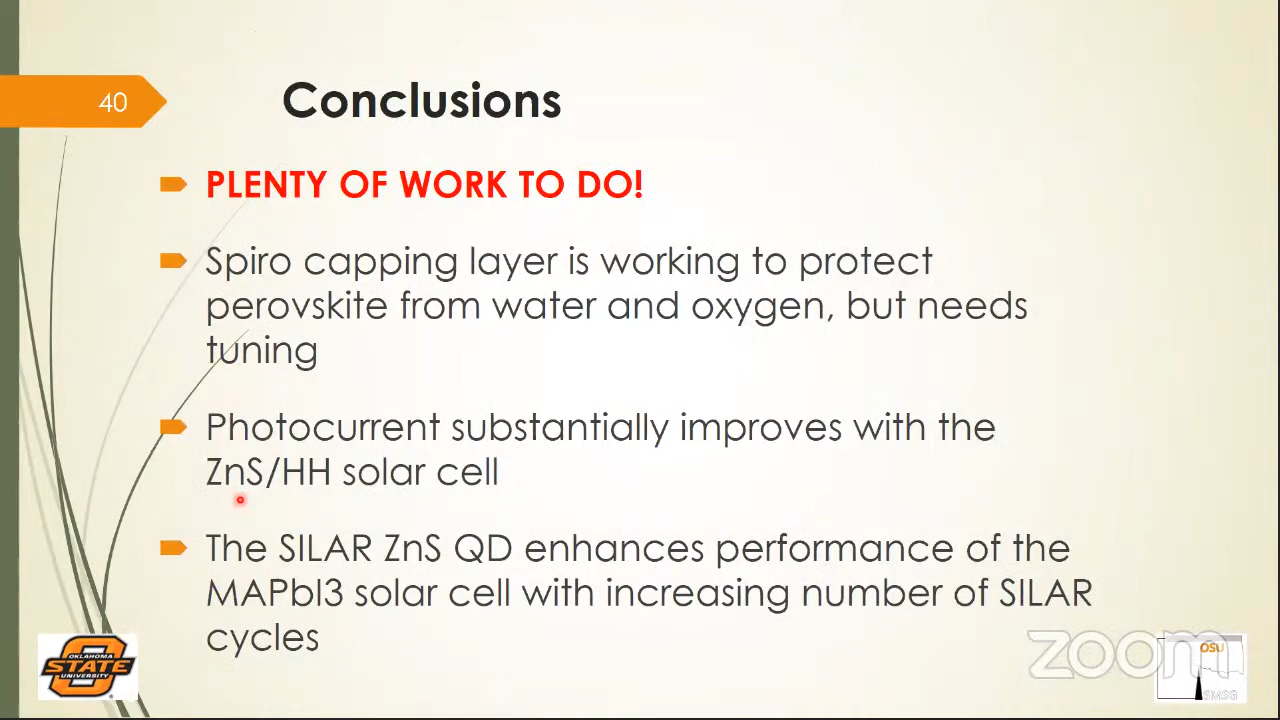 40
Conclusions
PLENTY OF WORK TO DO!
Spiro capping layer is working to protect
perovskite from water and oxygen, but needs
tuning
Photocurrent substantially improves with the
ZnS/HH solar cell
The SILAR ZnS QD enhances performance of the
MAPbI3 solar cell with increasing number of SILAR
cycles
OKLAHOMA
STATE
UNIVERSITY
zoom
OSU
SMSG